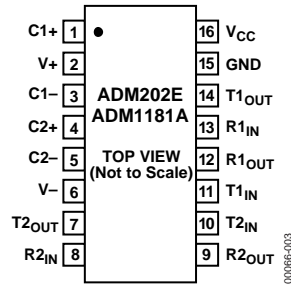 C1+ 1 16 VCC
V+ 2 15 GND
C1– 3 ADM202E 14 T1OUT
C2+ 4 ADM1181A 13 R1IN
C2– 5 TOP VIEW 12 R1OUT
V– 6 (Not to Scale) 11 T1IN
T2OUT 7 10 T2IN
R2IN 8 9 R2OUT
00066-003